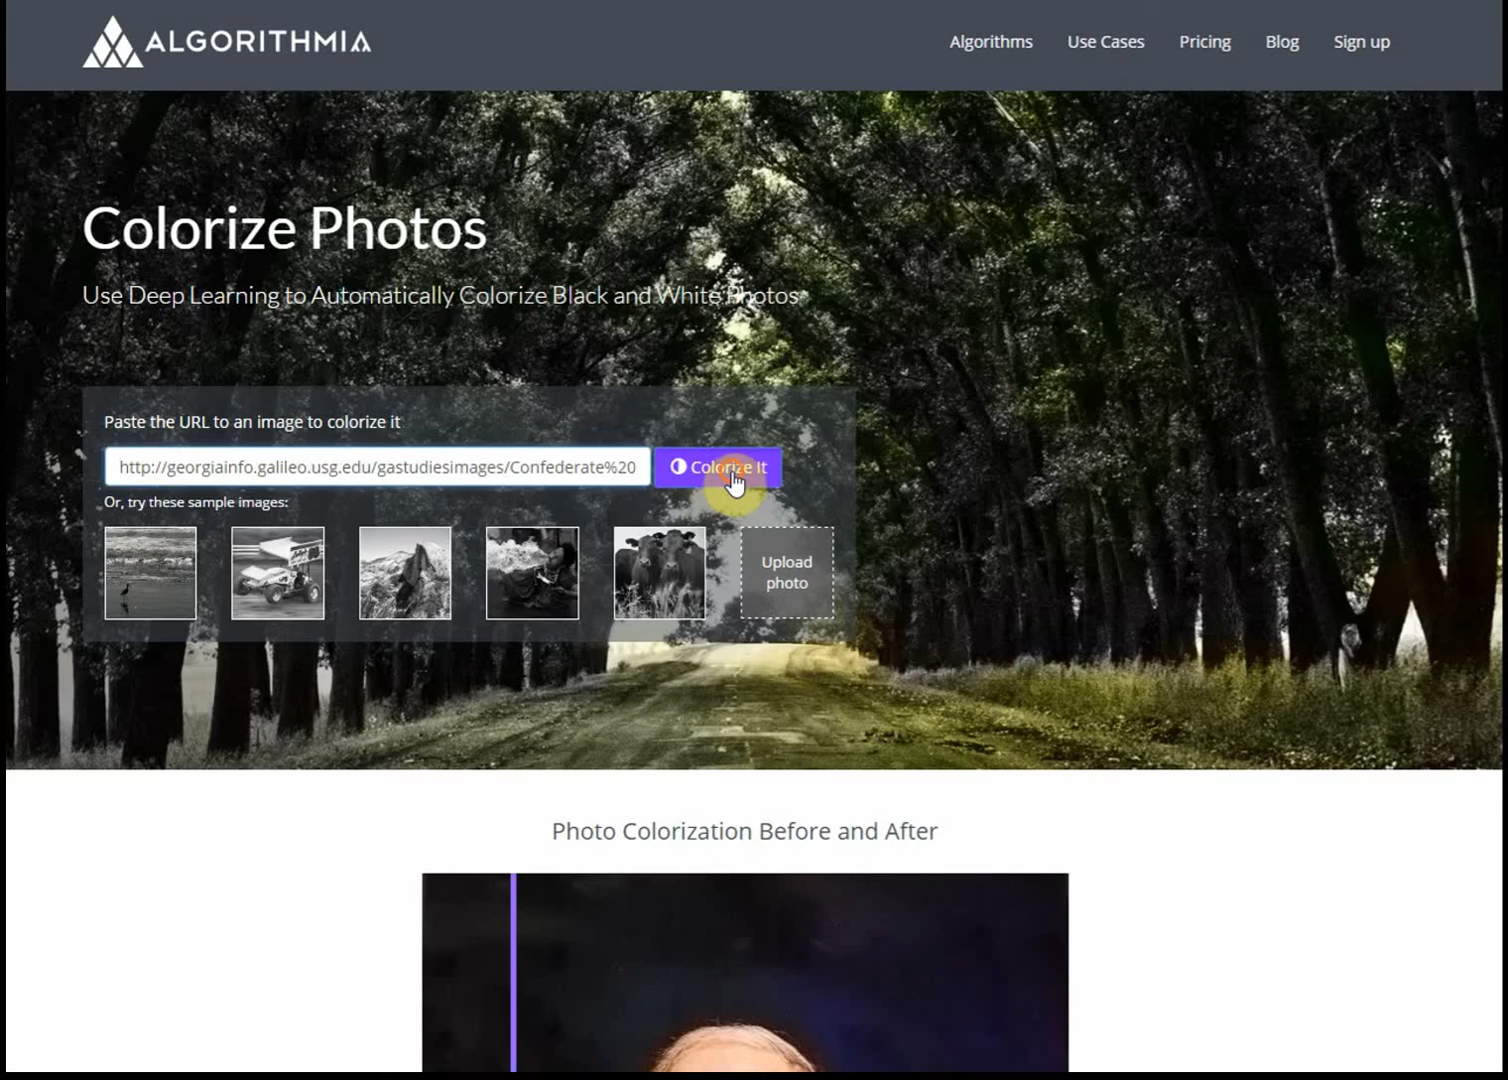 ALGORITHMIA
Algorithms Use Cases Pricing Blog Sign up
Colorize Photos
Use Deep Learning to Automatically Colorize Black and White Photos
Paste the URL to an image to colorize it
http://georgiainfo.galileo.usg.edu/gastudiesimages/Confederate%20
Colorize It
Or, try these sample images:
Upload
photo
Photo Colorization Before and After